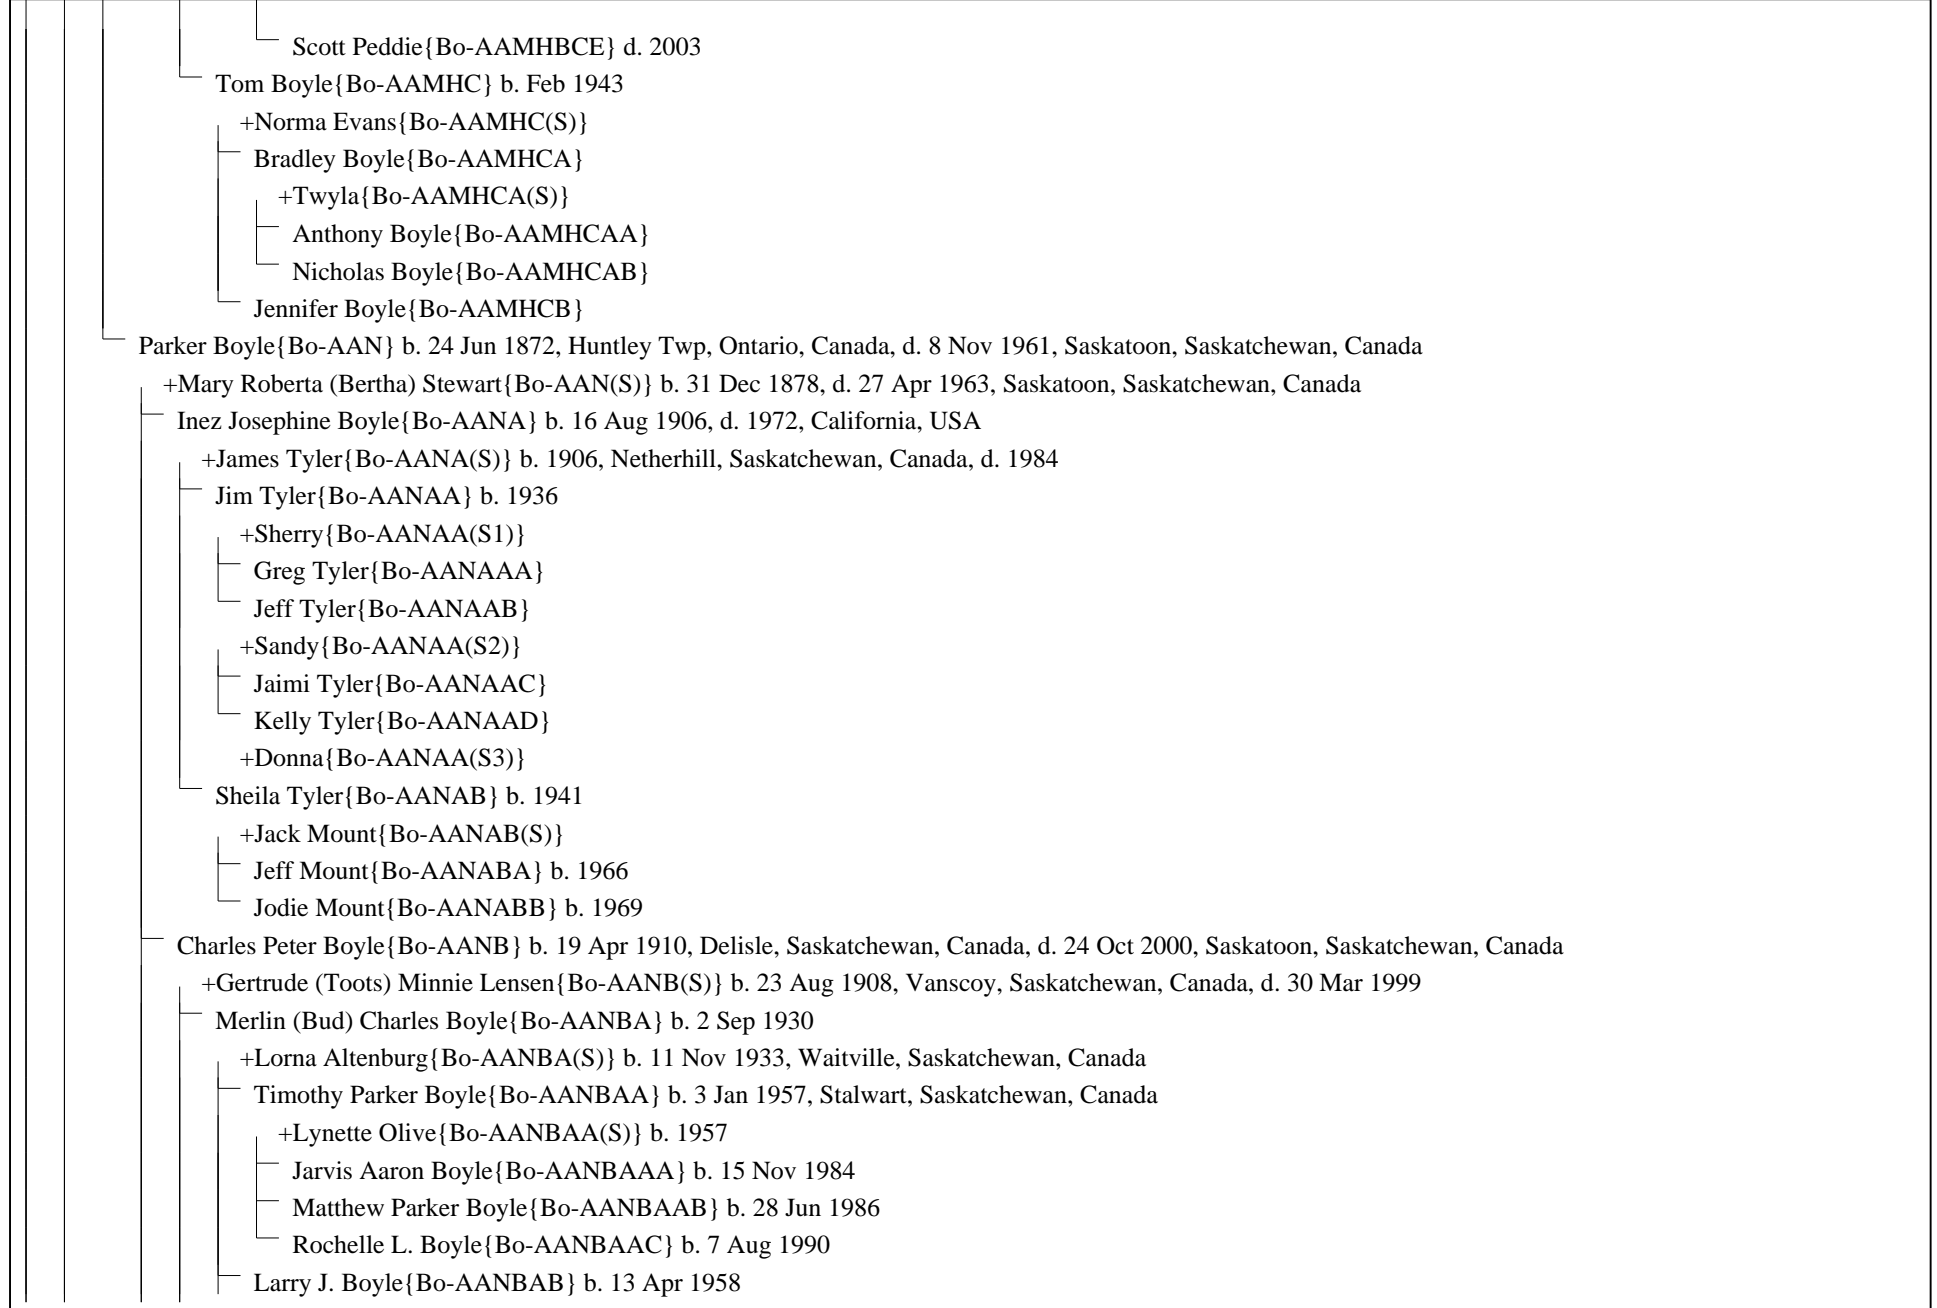 Scott Peddie{Bo-AAMHBCE} d. 2003
Tom Boyle{Bo-AAMHC} b. Feb 1943
+Norma Evans{Bo-AAMHC(S)}
Bradley Boyle{Bo-AAMHCA}
+Twyla{Bo-AAMHCA(S)}
Anthony Boyle{Bo-AAMHCAA}
Nicholas Boyle{Bo-AAMHCAB}
Jennifer Boyle{Bo-AAMHCB}
Parker Boyle{Bo-AAN} b. 24 Jun 1872, Huntley Twp, Ontario, Canada, d. 8 Nov 1961, Saskatoon, Saskatchewan, Canada
+Mary Roberta (Bertha) Stewart{Bo-AAN(S)} b. 31 Dec 1878, d. 27 Apr 1963, Saskatoon, Saskatchewan, Canada
Inez Josephine Boyle{Bo-AANA} b. 16 Aug 1906, d. 1972, California, USA
+James Tyler{Bo-AANA(S)} b. 1906, Netherhill, Saskatchewan, Canada, d. 1984
Jim Tyler{Bo-AANAA} b. 1936
+Sherry{Bo-AANAA(S1)}
Greg Tyler{Bo-AANAAA}
Jeff Tyler{Bo-AANAAB}
+Sandy{Bo-AANAA(S2)}
Jaimi Tyler{Bo-AANAAC}
Kelly Tyler{Bo-AANAAD}
+Donna{Bo-AANAA(S3)}
Sheila Tyler{Bo-AANAB} b. 1941
+Jack Mount{Bo-AANAB(S)}
Jeff Mount{Bo-AANABA} b. 1966
Jodie Mount{Bo-AANABB} b. 1969
Charles Peter Boyle{Bo-AANB} b. 19 Apr 1910, Delisle, Saskatchewan, Canada, d. 24 Oct 2000, Saskatoon, Saskatchewan, Canada
+Gertrude (Toots) Minnie Lensen{Bo-AANB(S)} b. 23 Aug 1908, Vanscoy, Saskatchewan, Canada, d. 30 Mar 1999
Merlin (Bud) Charles Boyle{Bo-AANBA} b. 2 Sep 1930
+Lorna Altenburg{Bo-AANBA(S)} b. 11 Nov 1933, Waitville, Saskatchewan, Canada
Timothy Parker Boyle{Bo-AANBAA} b. 3 Jan 1957, Stalwart, Saskatchewan, Canada
+Lynette Olive{Bo-AANBAA(S)} b. 1957
Jarvis Aaron Boyle{Bo-AANBAAA} b. 15 Nov 1984
Matthew Parker Boyle{Bo-AANBAAB} b. 28 Jun 1986
Rochelle L. Boyle{Bo-AANBAAC} b. 7 Aug 1990
Larry J. Boyle{Bo-AANBAB} b. 13 Apr 1958